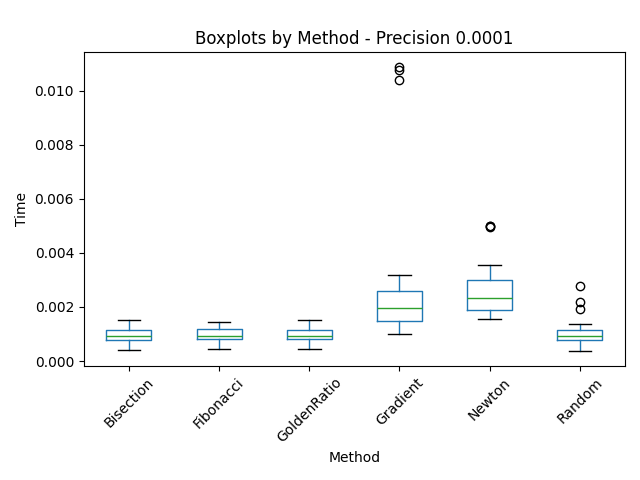 Boxplots by Method - Precision 0.0001
0.010
0.008
0.006
0.004
0.002
0.000
Time
Bisection
Fibonacci
GoldenRatio
Gradient
Newton
Random
Method